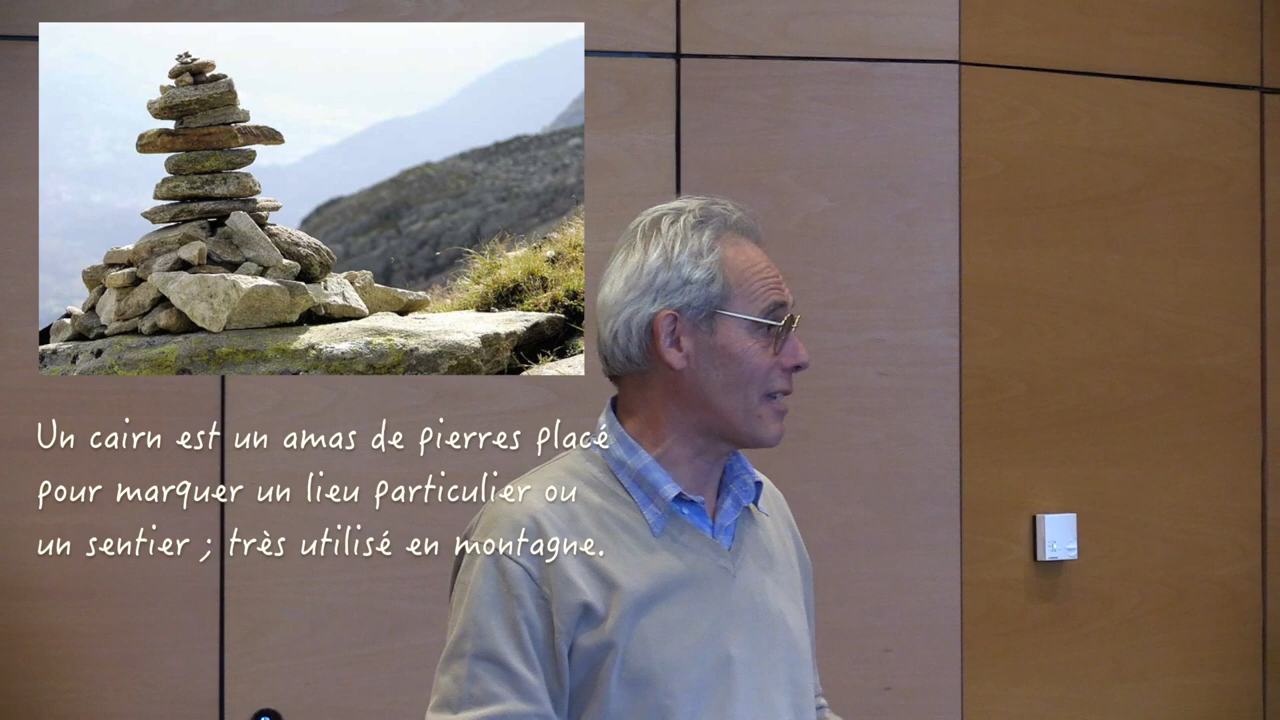 Un cairn est un amas de pierres placé
pour marquer un lieu particulier ou
un sentier ; très utilisé en montagne.